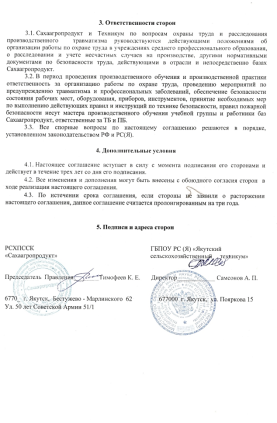 3. Ответственности сторон
3.1. Сахаагропродукт и Техникум по вопросам охраны труда и расследования
производственного травматизма руководствуются действующими положениями об
организации работы по охране труда в учреждениях среднего профессионального образования,
о расследовании и учете несчастных случаев на производстве, другими нормативными
документами по безопасности труда, действующими в отрасли и непосредственно базах
Сахаагропродукт.
3.2. В период проведения производственного обучения и производственной практики
ответственность за организацию работы по охране труда, проведению мероприятий по
предупреждению травматизма и профессиональных заболеваний, обеспечение безопасности
состояния рабочих мест, оборудования, приборов, инструментов, принятие необходимых мер
по выполнению действующих правил и инструкций по технике безопасности, правил пожарной
безопасности несут мастера производственного обучения учебной группы и работники баз
Сахаагропродукт, ответственные за ТБ и ПБ.
3.3. Все спорные вопросы по настоящему соглашению решаются в порядке,
установленном законодательством РФ и РС(Я).
4. Дополнительные условия
4.1. Настоящее соглашение вступает в силу с момента подписания его сторонами и
действует в течение трех лет со дня его подписания.
4.2. Все изменения и дополнения могут быть внесены с обоюдного согласия сторон в
ходе реализации настоящего соглашения.
4.3. По истечении срока соглашения, если стороны не заявили о расторжении
настоящего соглашения, данное соглашение считается пролонгированным на три года.
5. Подписи и адреса сторон
РСХПССК
«Сахаагропродукт»
Председатель Правления Тимофеев К. Е.
6770 г. Якутск, Бестужево - Марлинского 62
Ул. 50 лет Советской Армии 51/1
ГБПОУ РС (Я) «Якутский
сельскохозяйственный техникум»
Директор Самсонов А. П.
677000 г. Якутск, ул. Пояркова 15